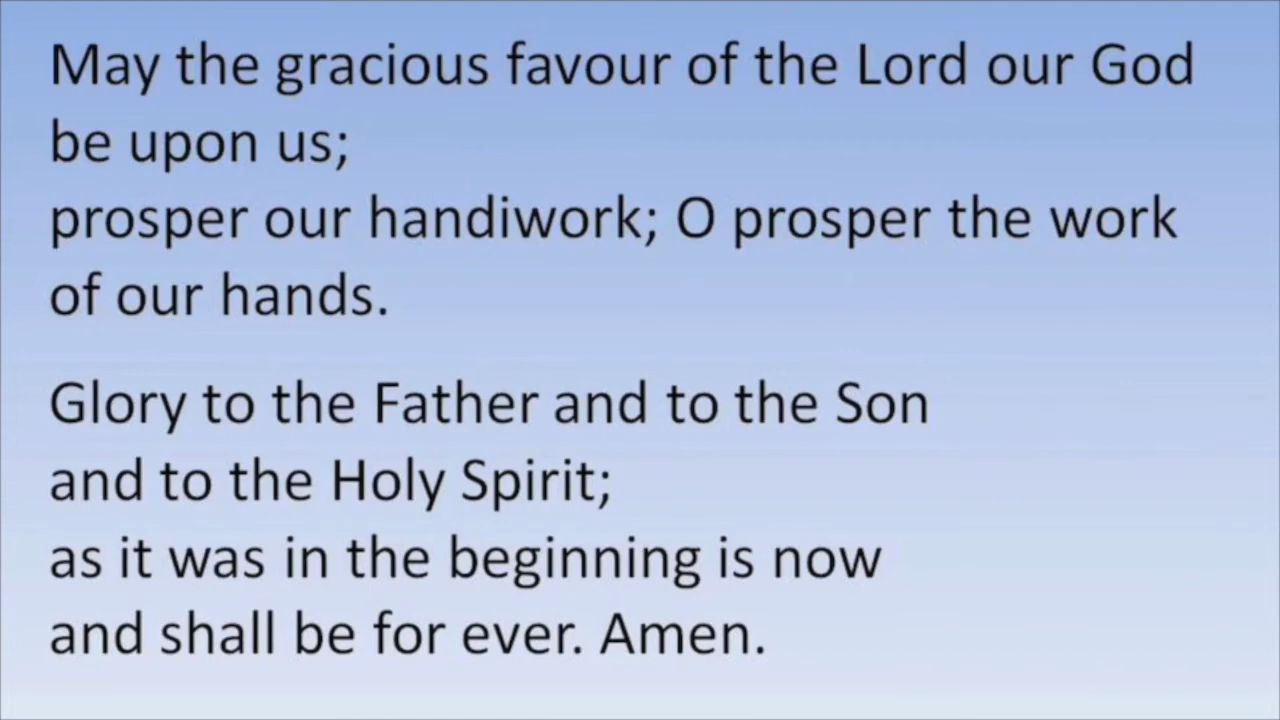 May the gracious favour of the Lord our God
be upon us;
prosper our handiwork; O prosper the work
of our hands.
Glory to the Father and to the Son
and to the Holy Spirit;
as it was in the beginning is now
and shall be for ever. Amen.